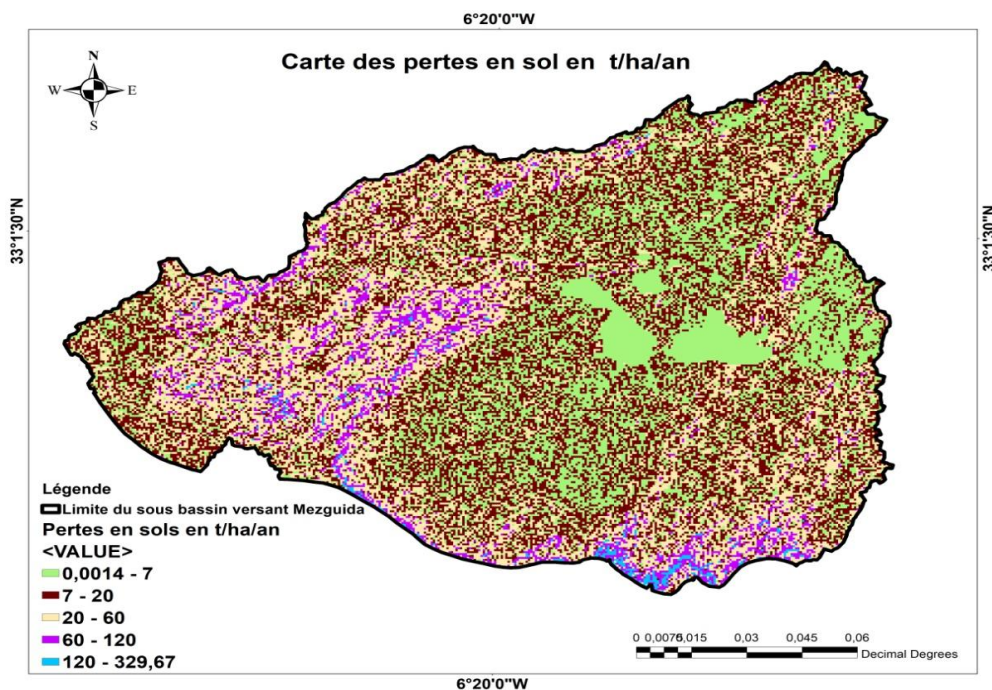 6°20'0"W
Carte des pertes en sol en t/ha/an
N
W E
S
33°1'30"N
33°1'30"N
Légende
Limite du sous bassin versant Mezguida
Pertes en sols en t/ha/an
<VALUE>
0,0014 - 7
7 - 20
20 - 60
60 - 120
120 - 329,67
0 0,0075 0,015 0,03 0,045 0,06
Decimal Degrees
6°20'0"W